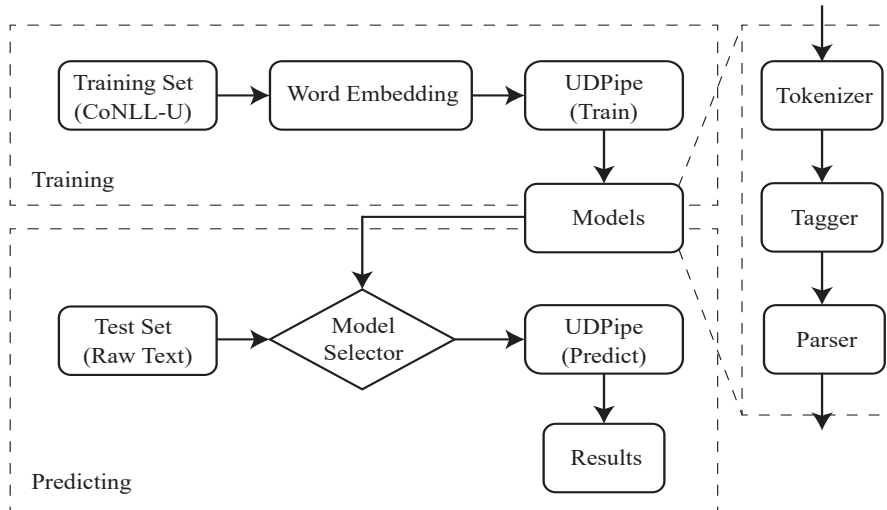 Training Set
(CoNLL-U)
Word Embedding
UDPipe
(Train)
Training
Models
Test Set
(Raw Text)
Model
Selector
UDPipe
(Predict)
Results
Predicting
Tokenizer
Tagger
Parser